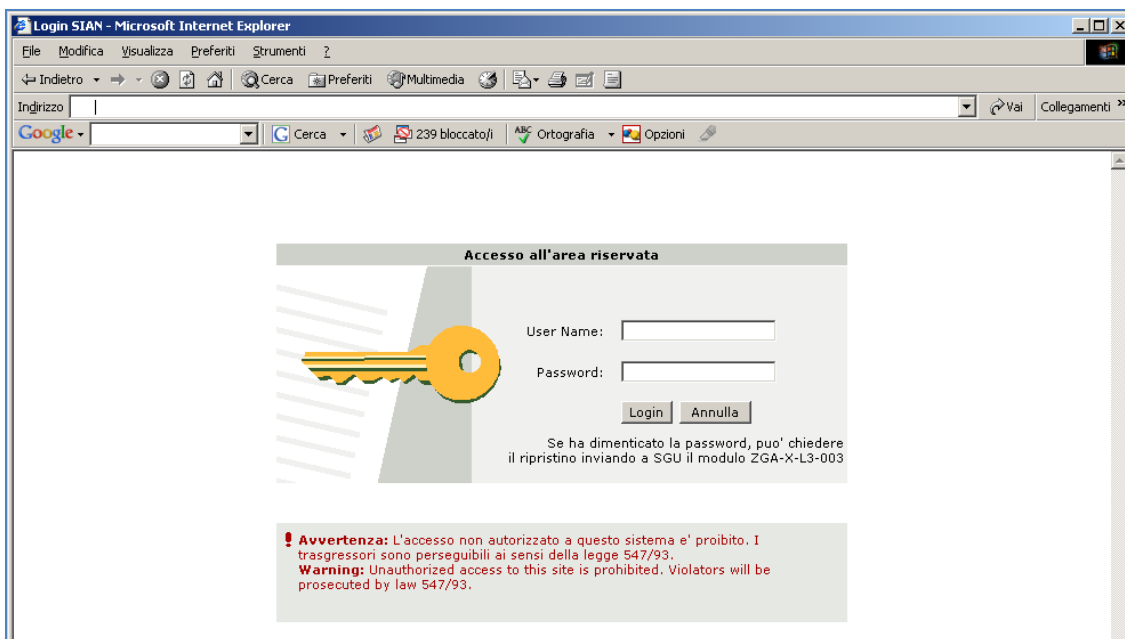 Login SIAN - Microsoft Internet Explorer
File Modifica Visualizza Preferiti Strumenti ?
Indietro Cerca Preferiti Multimedia
Indirizzo Vai Collegamenti »
Google Cerca 239 bloccato/i ABC Ortografia Opzioni
Accesso all'area riservata
User Name:
Password:
Login Annulla
Se ha dimenticato la password, puo' chiedere
il ripristino inviando a SGU il modulo ZGA-X-L3-003
! Avvertenza: L'accesso non autorizzato a questo sistema e' proibito. I
trasgressori sono perseguibili ai sensi della legge 547/93.
Warning: Unauthorized access to this site is prohibited. Violators will be
prosecuted by law 547/93.